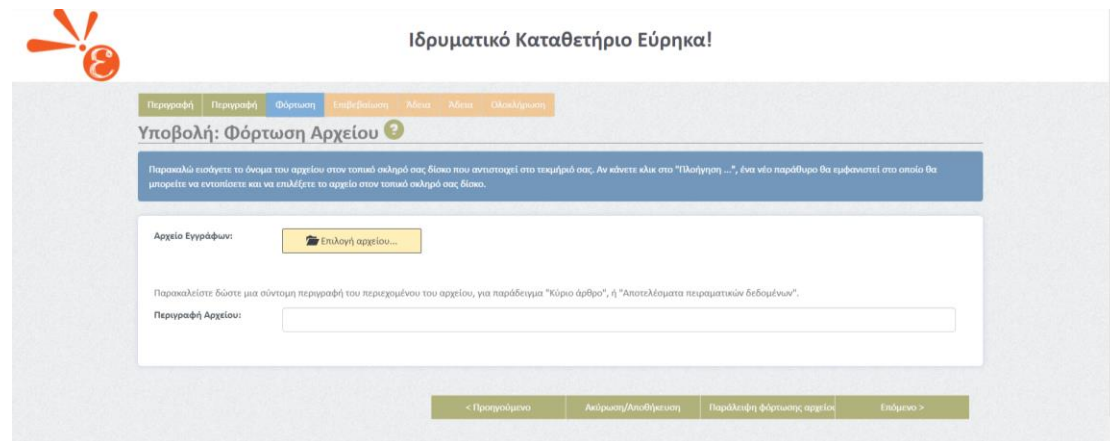 Ιδρυματικό Καταθετήριο Εύρηκα!
Περιγραφή Περιγραφή Φόρτωση Επιβεβαίωση Άδεια Άδεια Ολοκλήρωση
Υποβολή: Φόρτωση Αρχείου ?
Παρακαλώ εισάγετε το όνομα του αρχείου στον τοπικό σκληρό σας δίσκο που αντιστοιχεί στο τεκμήριό σας. Αν κάνετε κλικ στο "Πλοήγηση ...", ένα νέο παράθυρο θα εμφανιστεί στο οποίο θα
μπορείτε να εντοπίσετε και να επιλέξετε το αρχείο στον τοπικό σκληρό σας δίσκο.
Αρχείο Εγγράφων: Επιλογή αρχείου...
Παρακαλείστε δώστε μια σύντομη περιγραφή του περιεχομένου του αρχείου, για παράδειγμα "Κύριο άρθρο", ή "Αποτελέσματα πειραματικών δεδομένων".
Περιγραφή Αρχείου:
< Προηγούμενο Ακύρωση/Αποθήκευση Παράλειψη φόρτωσης αρχείου Επόμενο >